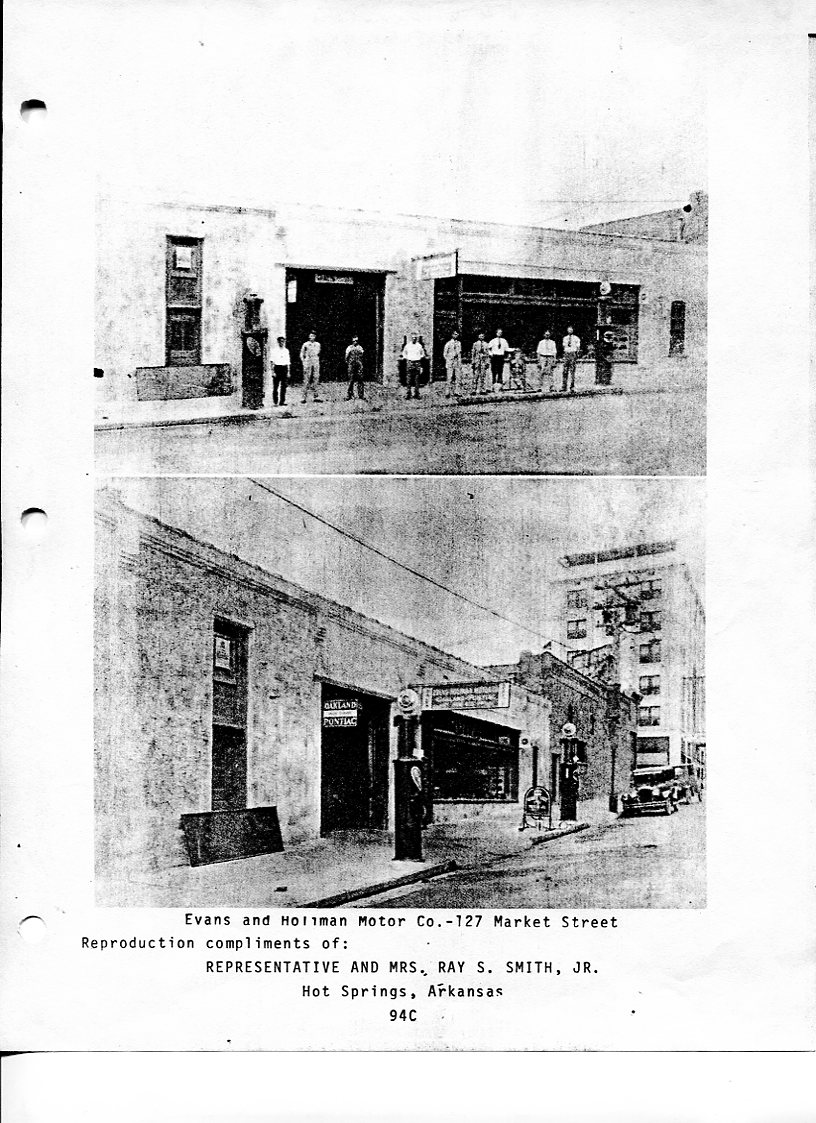 OAKLAND
PONTIAC
Evans and Hollman Motor Co.-127 Market Street
Reproduction compliments of:
REPRESENTATIVE AND MRS. RAY S. SMITH, JR.
Hot Springs, Arkansas
94C